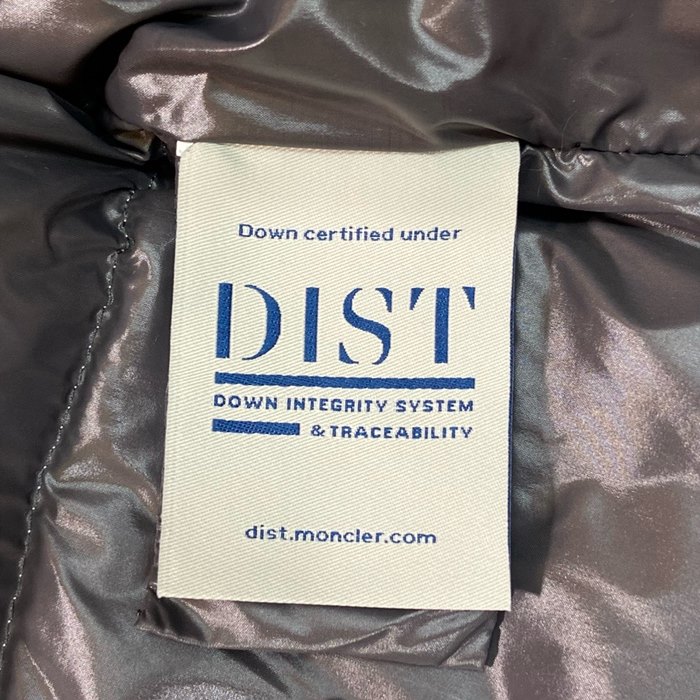 Down certified under
DIST
DOWN INTEGRITY SYSTEM
& TRACEABILITY
dist.moncler.com